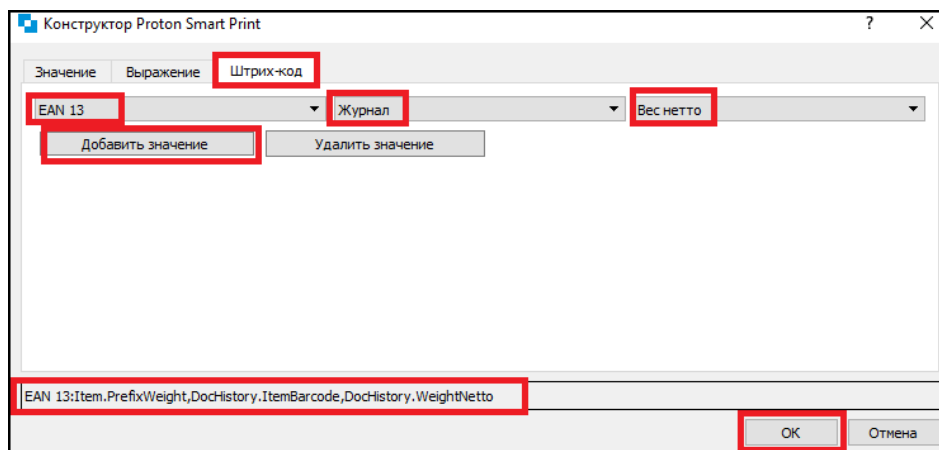 Конструктор Proton Smart Print ?
Значение Выражение Штрих-код
EAN 13 Журнал Вес нетто
Добавить значение Удалить значение
EAN 13:Item.PrefixWeight,DocHistory.ItemBarcode,DocHistory.WeightNetto
OK Отмена